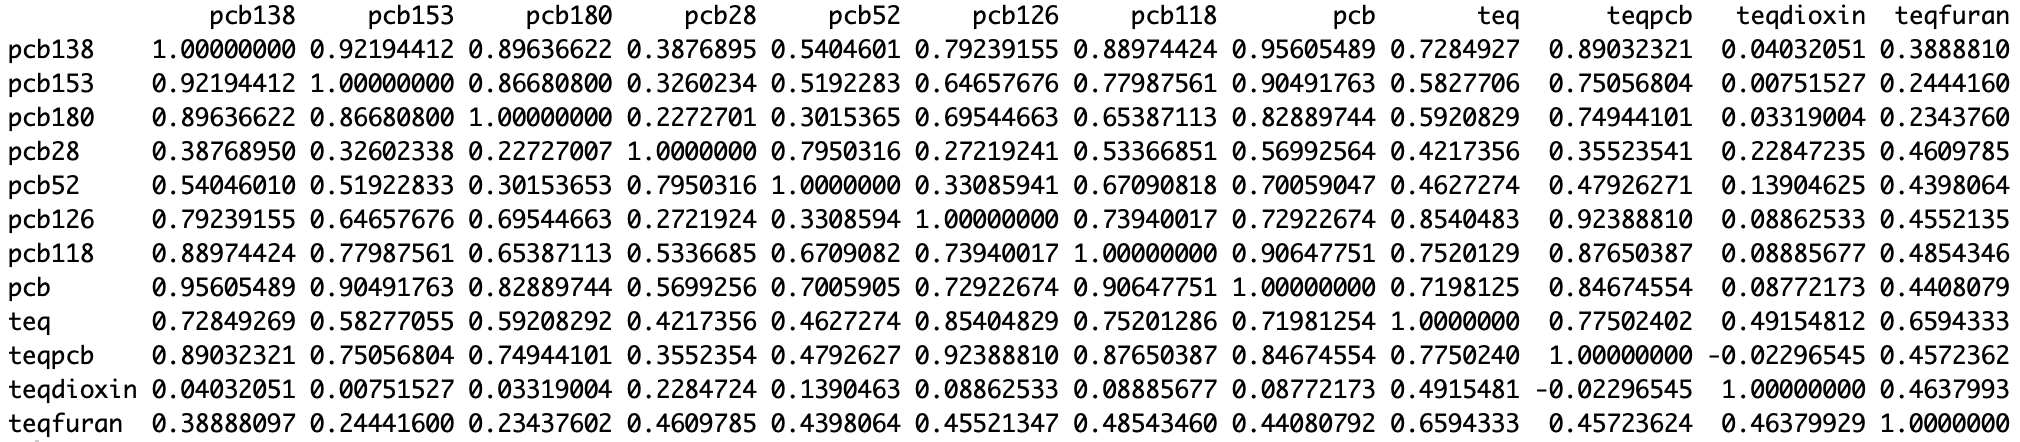 pcb138 pcb153 pcb180 pcb28 pcb52 pcb126 pcb118 pcb teq teqpcb teqdioxin teqfuran
pcb138 1.00000000 0.92194412 0.89636622 0.3876895 0.5404601 0.79239155 0.88974424 0.95605489 0.7284927 0.89032321 0.04032051 0.3888810
pcb153 0.92194412 1.00000000 0.86680800 0.3260234 0.5192283 0.64657676 0.77987561 0.90491763 0.5827706 0.75056804 0.00751527 0.2444160
pcb180 0.89636622 0.86680800 1.00000000 0.2272701 0.3015365 0.69544663 0.65387113 0.82889744 0.5920829 0.74944101 0.03319004 0.2343760
pcb28 0.38768950 0.32602338 0.22727007 1.0000000 0.7950316 0.27219241 0.53366851 0.56992564 0.4217356 0.35523541 0.22847235 0.4609785
pcb52 0.54046010 0.51922833 0.30153653 0.7950316 1.0000000 0.33085941 0.67090818 0.70059047 0.4627274 0.47926271 0.13904625 0.4398064
pcb126 0.79239155 0.64657676 0.69544663 0.2721924 0.3308594 1.00000000 0.73940017 0.72922674 0.8540483 0.92388810 0.08862533 0.4552135
pcb118 0.88974424 0.77987561 0.65387113 0.5336685 0.6709082 0.73940017 1.00000000 0.90647751 0.7520129 0.87650387 0.08885677 0.4854346
pcb 0.95605489 0.90491763 0.82889744 0.5699256 0.7005905 0.72922674 0.90647751 1.00000000 0.7198125 0.84674554 0.08772173 0.4408079
teq 0.72849269 0.58277055 0.59208292 0.4217356 0.4627274 0.85404829 0.75201286 0.71981254 1.0000000 0.77502402 0.49154812 0.6594333
teqpcb 0.89032321 0.75056804 0.74944101 0.3552354 0.4792627 0.92388810 0.87650387 0.84674554 0.7750240 1.00000000 -0.02296545 0.4572362
teqdioxin 0.04032051 0.00751527 0.03319004 0.2284724 0.1390463 0.08862533 0.08885677 0.08772173 0.4915481 -0.02296545 1.00000000 0.4637993
teqfuran 0.38888097 0.24441600 0.23437602 0.4609785 0.4398064 0.45521347 0.48543460 0.44080792 0.6594333 0.45723624 0.46379929 1.0000000